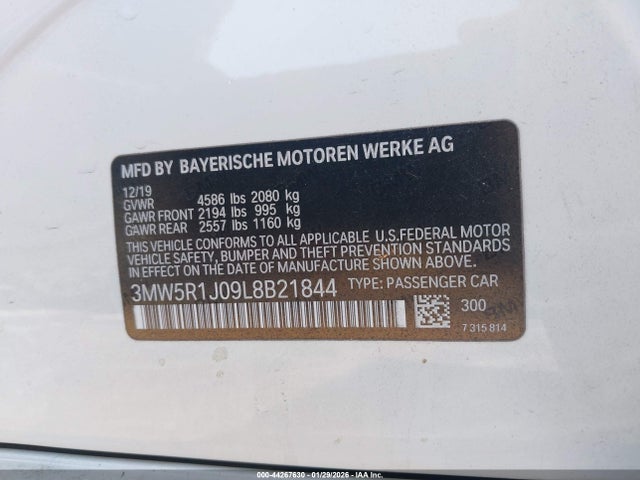 MFD BY BAYERISCHE MOTOREN WERKE AG
12/19
GVWR 4586 lbs 2080 kg
GAWR FRONT 2194 lbs 995 kg
GAWR REAR 2557 lbs 1160 kg
THIS VEHICLE CONFORMS TO ALL APPLICABLE U.S.FEDERAL MOTOR
VEHICLE SAFETY, BUMPER AND THEFT PREVENTION STANDARDS
IN EFFECT ON THE DATE OF MANUFACTURE SHOWN ABOVE.
3MW5R1J09L8B21844 TYPE: PASSENGER CAR
300
7 315 814
000-44267630 - 01/29/2026 - IAA Inc.